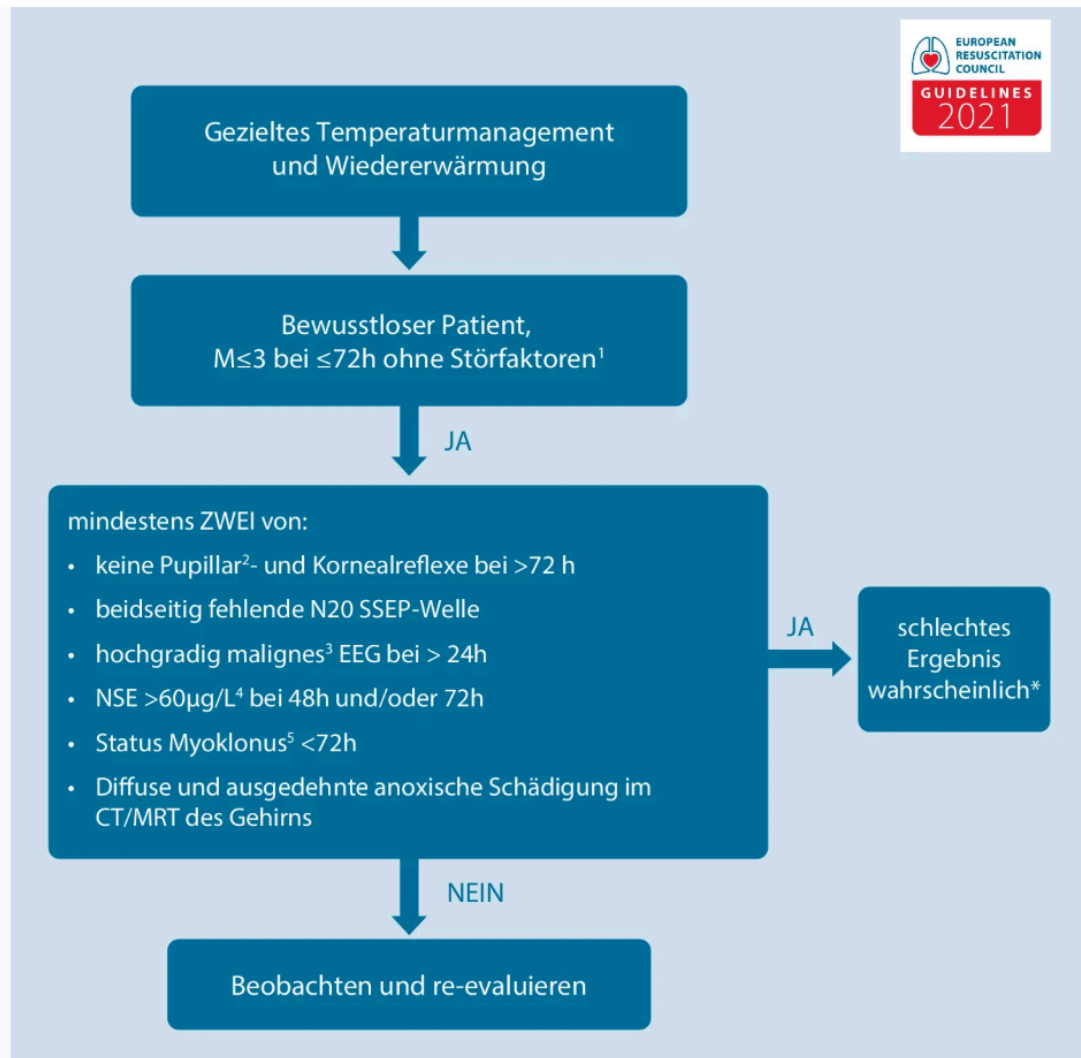 EUROPEAN
RESUSCITATION
COUNCIL
GUIDELINES
2021
Gezieltes Temperaturmanagement
und Wiedererwärmung
Bewusstloser Patient,
M≤3 bei ≤72h ohne Störfaktoren¹
JA
mindestens ZWEI von:
• keine Pupillar²- und Kornealreflexe bei >72 h
• beidseitig fehlende N20 SSEP-Welle
• hochgradig malignes³ EEG bei > 24h
• NSE >60µg/L⁴ bei 48h und/oder 72h
• Status Myoklonus⁵ <72h
• Diffuse und ausgedehnte anoxische Schädigung im
CT/MRT des Gehirns
JA
schlechtes
Ergebnis
wahrscheinlich*
NEIN
Beobachten und re-evaluieren